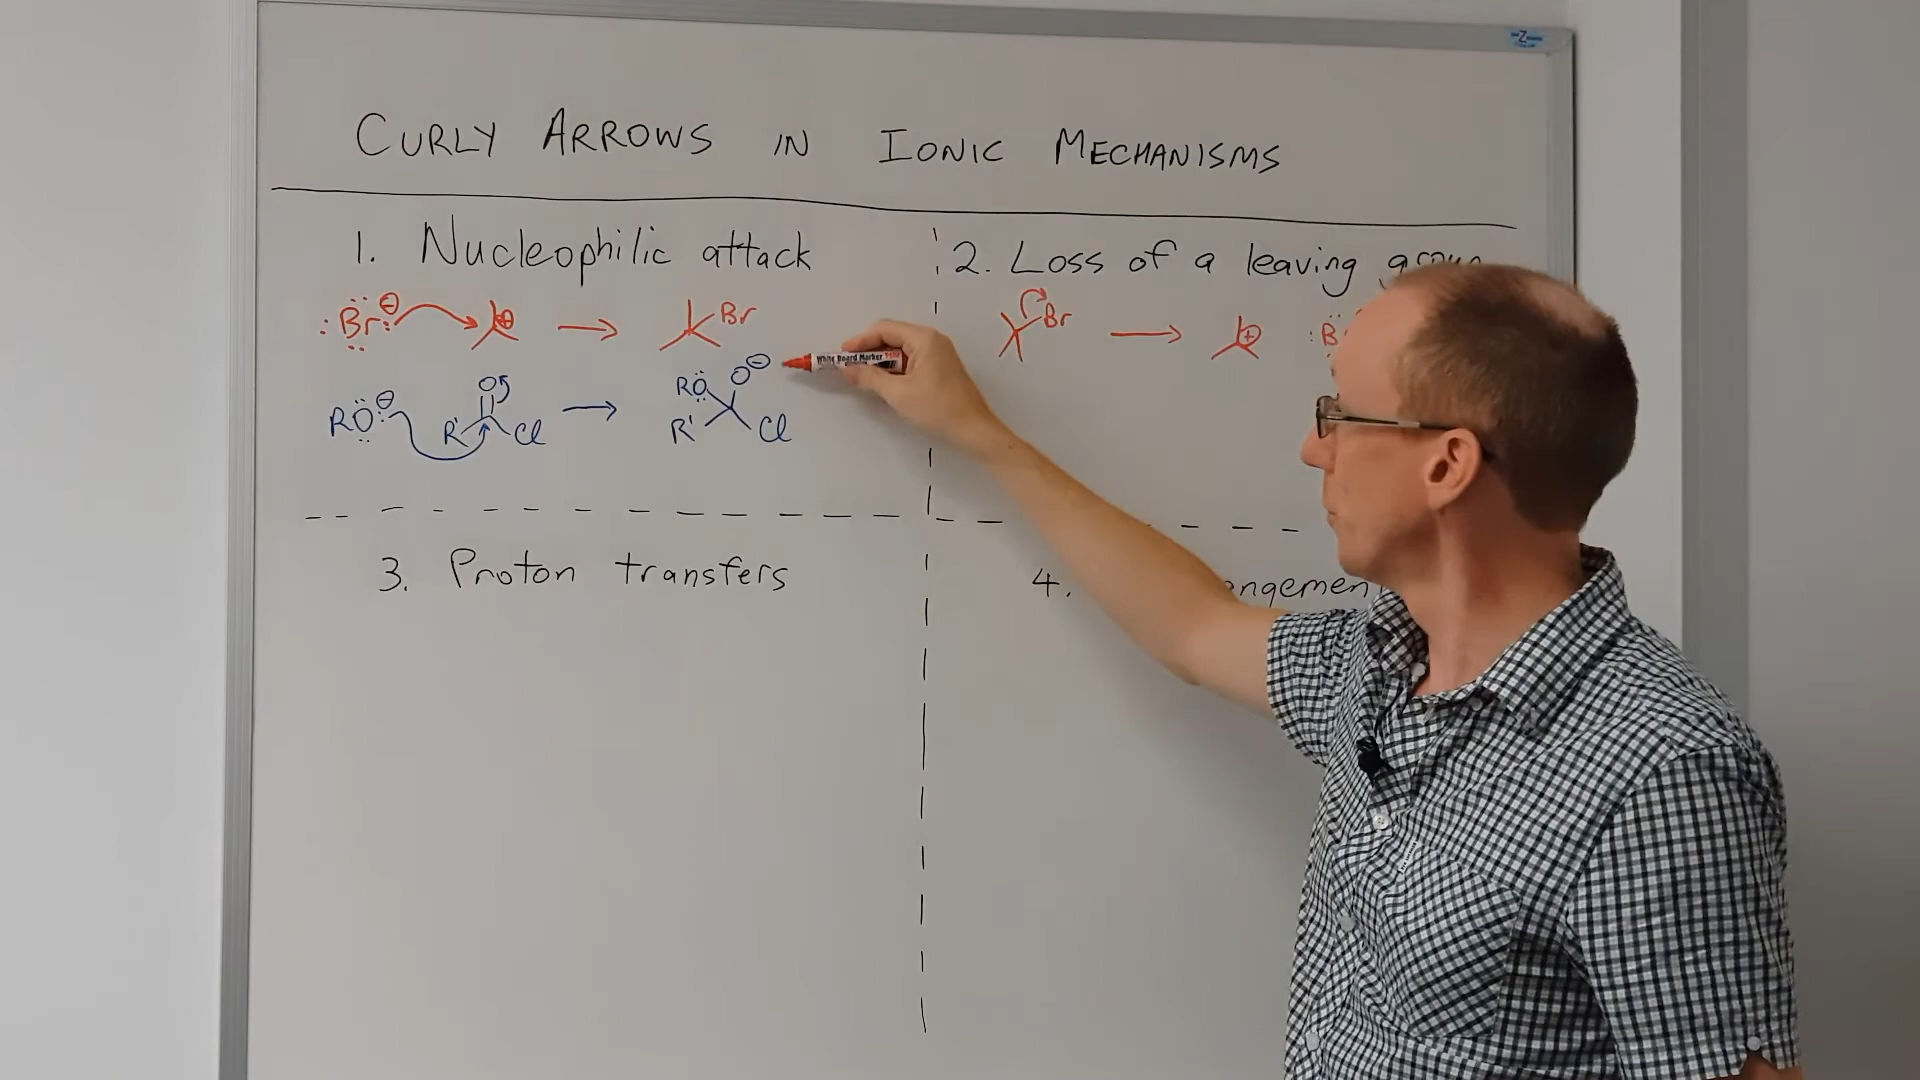 CURLY ARROWS IN IONIC MECHANISMS
1. Nucleophilic attack
:Br:⊖ ⊕ → Br
RO:⊖ O R' Cl → RO O⊖ R' Cl
2. Loss of a leaving
Br → ⊕ :B
3. Proton transfers
4.
White Board Marker